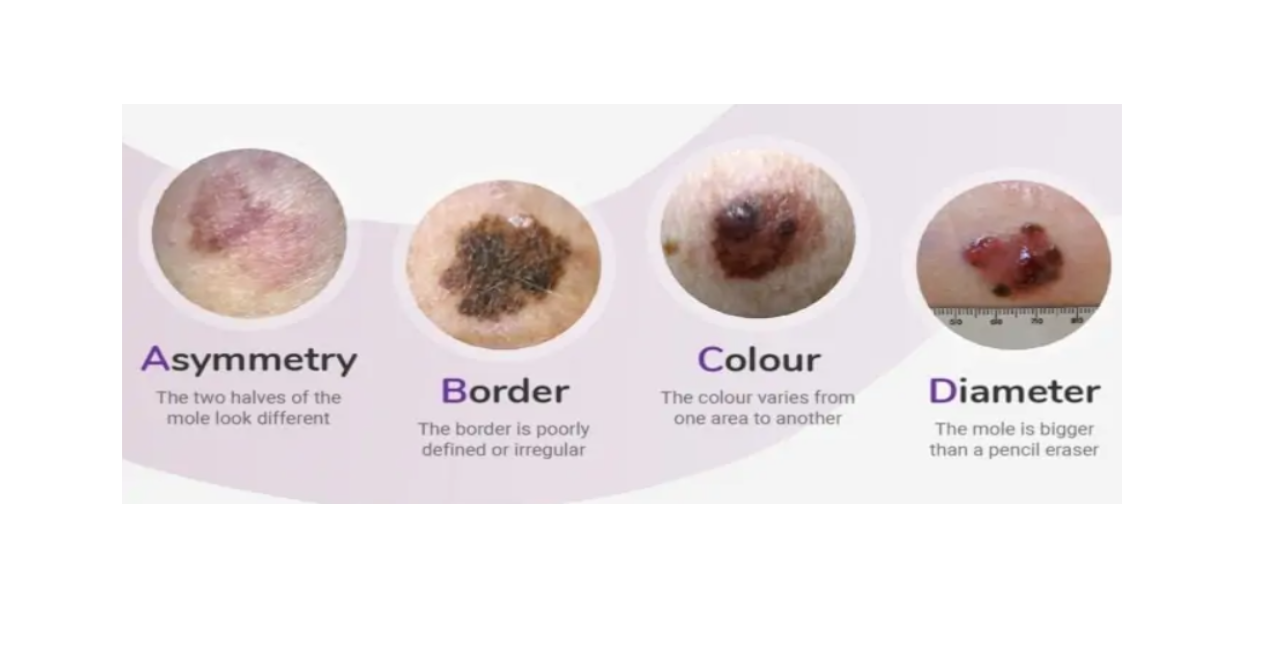 Asymmetry
The two halves of the
mole look different
Border
The border is poorly
defined or irregular
Colour
The colour varies from
one area to another
Diameter
The mole is bigger
than a pencil eraser